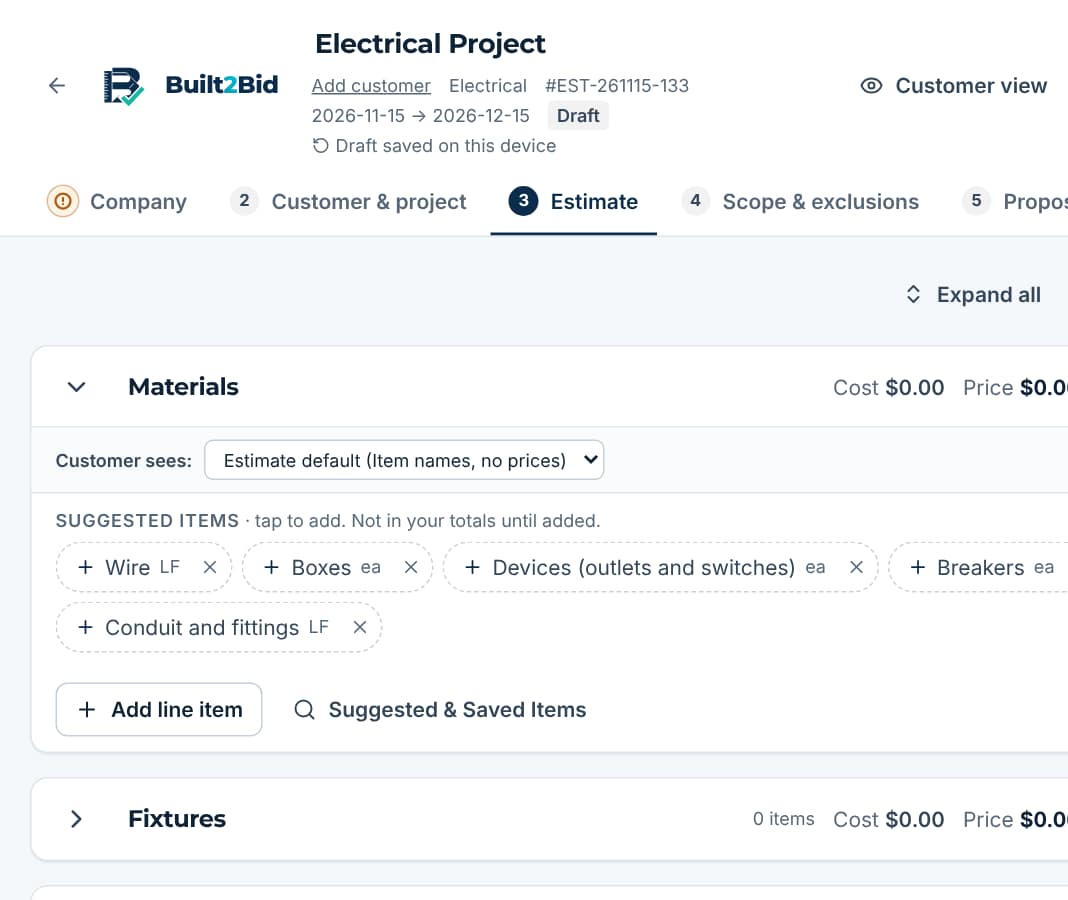 Electrical Project
Built2Bid
Add customer Electrical #EST-261115-133
2026-11-15 → 2026-12-15 Draft
Draft saved on this device
Customer view
Company 2 Customer & project 3 Estimate 4 Scope & exclusions 5 Propos
Expand all
Materials Cost $0.00 Price $0.0
Customer sees: Estimate default (Item names, no prices)
SUGGESTED ITEMS · tap to add. Not in your totals until added.
+ Wire LF × + Boxes ea × + Devices (outlets and switches) ea × + Breakers ea
+ Conduit and fittings LF ×
+ Add line item Suggested & Saved Items
Fixtures 0 items Cost $0.00 Price $0.0